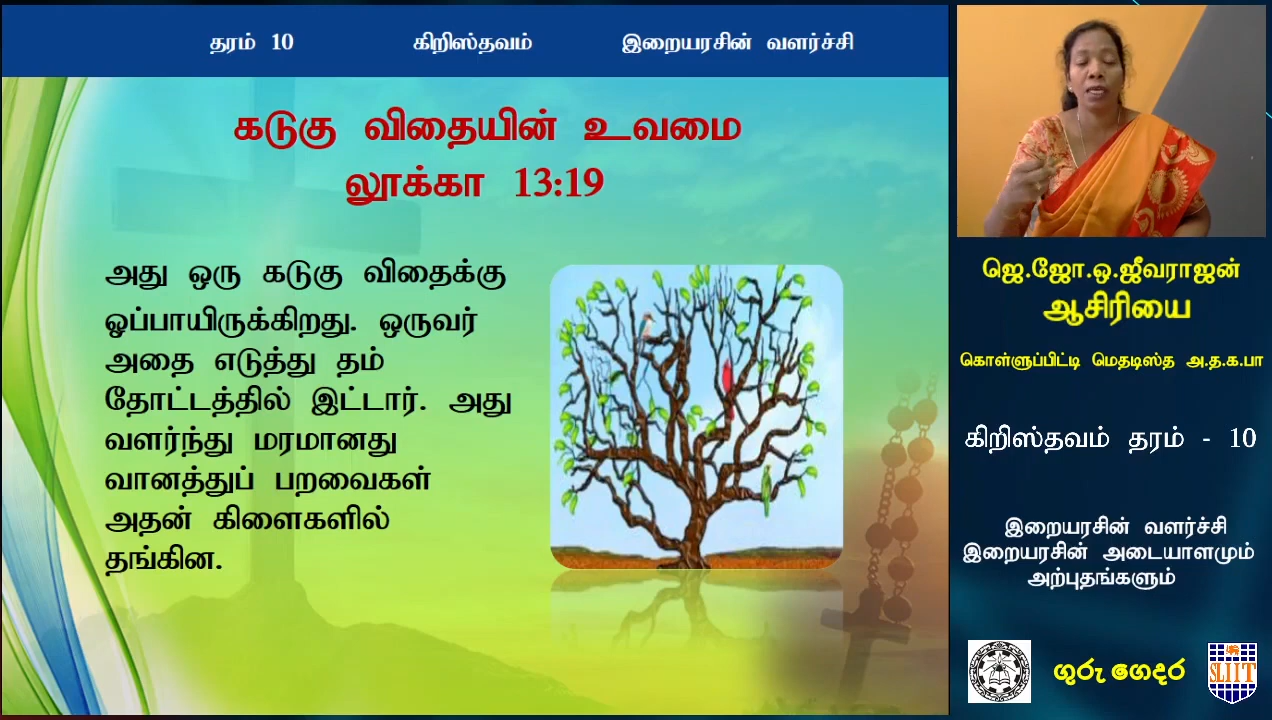 தரம் 10 கிறிஸ்தவம் இறையரசின் வளர்ச்சி
கடுகு விதையின் உவமை
லூக்கா 13:19
அது ஒரு கடுகு விதைக்கு
ஒப்பாயிருக்கிறது. ஒருவர்
அதை எடுத்து தம்
தோட்டத்தில் இட்டார். அது
வளர்ந்து மரமானது
வானத்துப் பறவைகள்
அதன் கிளைகளில்
தங்கின.
ஜெ.ஜோ.ஒ.ஜீவராஜன்
ஆசிரியை
கொள்ளுப்பிட்டி மெதடிஸ்த அ.த.க.பா
கிறிஸ்தவம் தரம் - 10
இறையரசின் வளர்ச்சி
இறையரசின் அடையாளமும்
அற்புதங்களும்
ගුරු ගෙදර
SLIIT